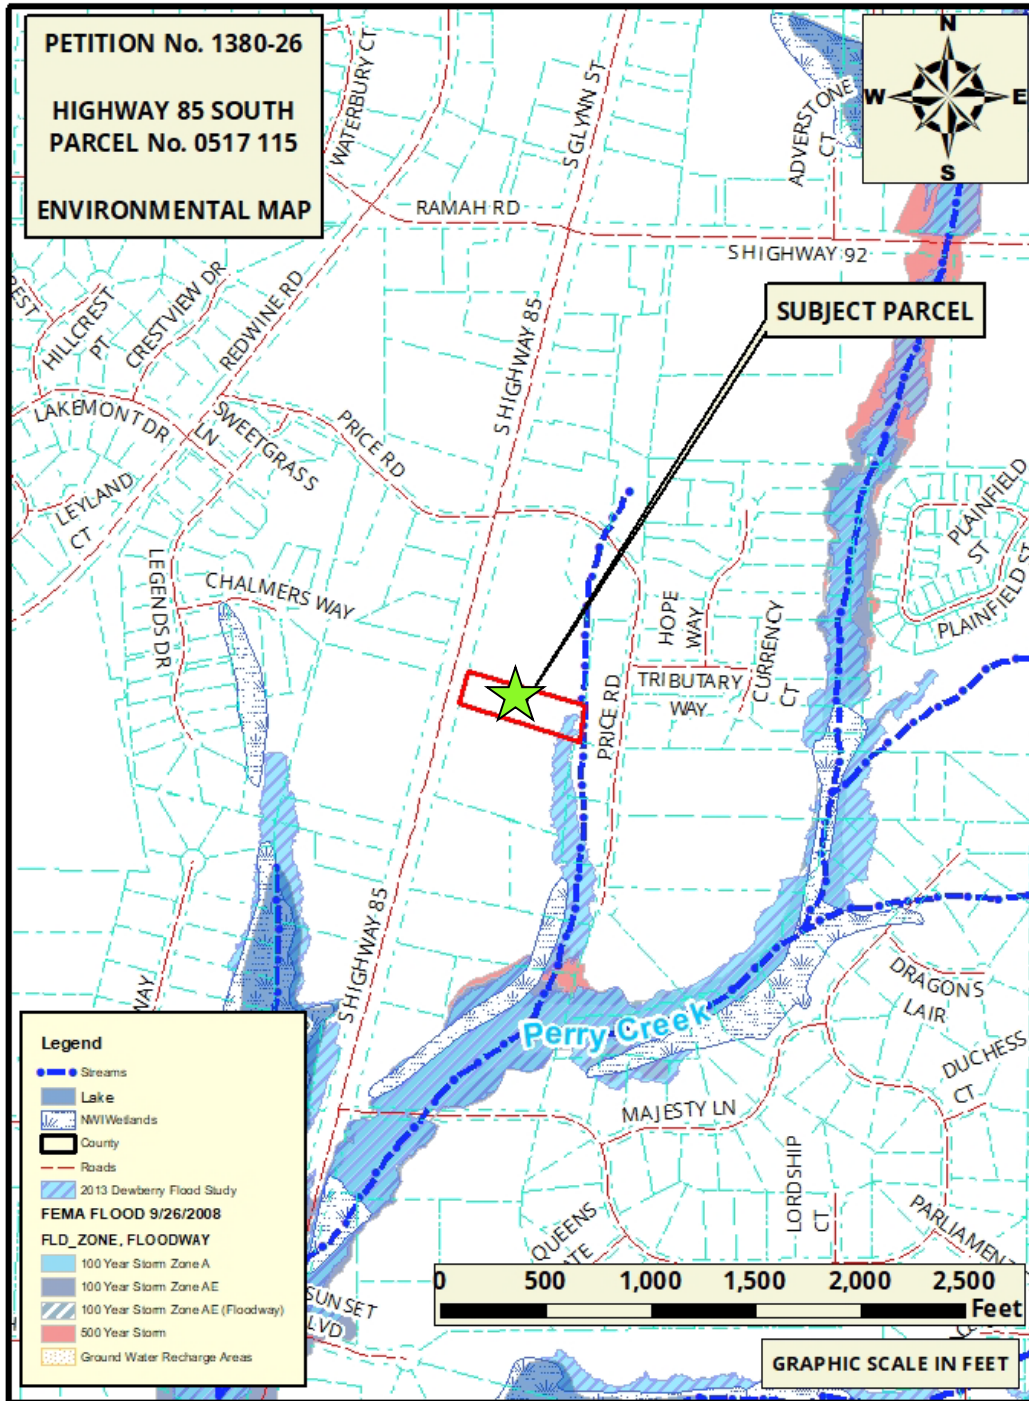 PETITION No. 1380-26
HIGHWAY 85 SOUTH
PARCEL No. 0517 115
ENVIRONMENTAL MAP
N
W
E
S
WATERBURY CT
S GLYNN ST
ADVERSTONE
CT
RAMAH RD
S HIGHWAY 92
SUBJECT PARCEL
HILLCREST
PT
CRESTVIEW DR
REDWINE RD
S HIGHWAY 85
LAKEMONT DR
SWEETGRASS
LN
PRICE RD
LEYLAND
CT
PLAINFIELD
ST
PLAINFIELD ST
LEGENDS DR
CHALMERS WAY
HOPE
WAY
CURRENCY
CT
TRIBUTARY
WAY
PRICE RD
S HIGHWAY 85
WAY
Perry Creek
DRAGONS
LAIR
DUCHESS
CT
MAJESTY LN
LORDSHIP
CT
QUEENS
PARLIAMENT
SUNSET
Legend
Streams
Lake
NWI Wetlands
County
Roads
2013 Dewberry Flood Study
FEMA FLOOD 9/26/2008
FLD_ZONE, FLOODWAY
100 Year Storm Zone A
100 Year Storm Zone AE
100 Year Storm Zone AE (Floodway)
500 Year Storm
Ground Water Recharge Areas
0 500 1,000 1,500 2,000 2,500
Feet
GRAPHIC SCALE IN FEET